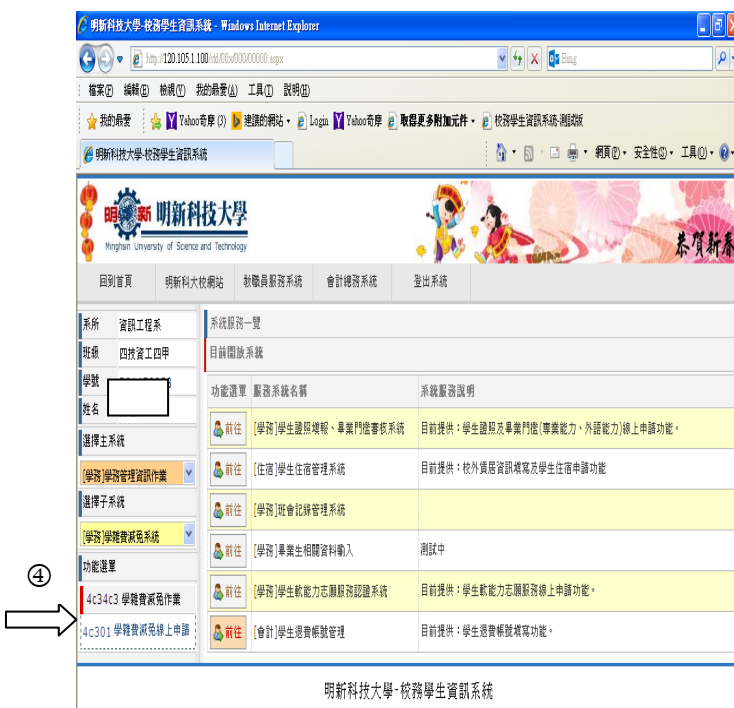 明新科技大學-校務學生資訊系統 - Windows Internet Explorer
http://120.105.1.100/std/00xx000/00000.aspx
Bing
檔案(F) 編輯(E) 檢視(V) 我的最愛(A) 工具(T) 說明(H)
我的最愛 Yahoo奇摩 (3) 建議的網站 Login Yahoo奇摩 取得更多附加元件 校務學生資訊系統-測試版
明新科技大學-校務學生資訊系統
網頁(P) 安全性(S) 工具(O)
明新 明新科技大學
Minghsin University of Science and Technology
恭賀新春
回到首頁 明新科大校網站 教職員服務系統 會計總務系統 登出系統
系所 資訊工程系
班級 四技資工四甲
學號
姓名
選擇主系統
[學務]學務管理資訊作業
選擇子系統
[學務]學雜費減免系統
功能選單
④
4c34c3 學雜費減免作業
4c301 學雜費減免線上申請
系統服務一覽
目前開放系統
功能選單 服務系統名稱 系統服務說明
前往 [學務]學生證照填報、畢業門檻審核系統 目前提供：學生證照及畢業門檻(專業能力、外語能力)線上申請功能。
前往 [住宿]學生住宿管理系統 目前提供：校外賃居資訊填寫及學生住宿申請功能
前往 [學務]班會記錄管理系統
前往 [學務]畢業生相關資料輸入 測試中
前往 [學務]學生軟能力志願服務認證系統 目前提供：學生軟能力志願服務線上申請功能。
前往 [會計]學生退費帳號管理 目前提供：學生退費帳號填寫功能。
明新科技大學-校務學生資訊系統